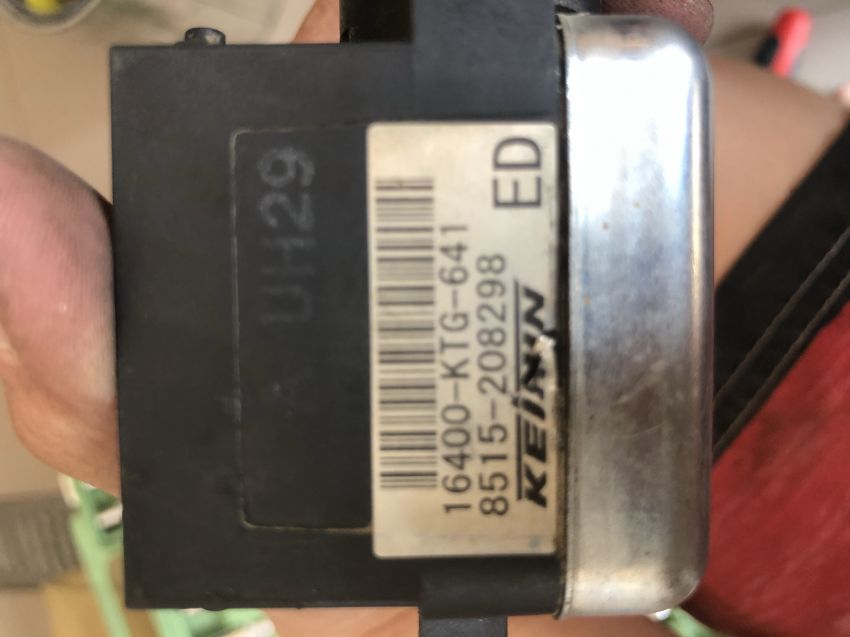 UH29
ED
16400-KTG-641
8515-208298
KEIHIN